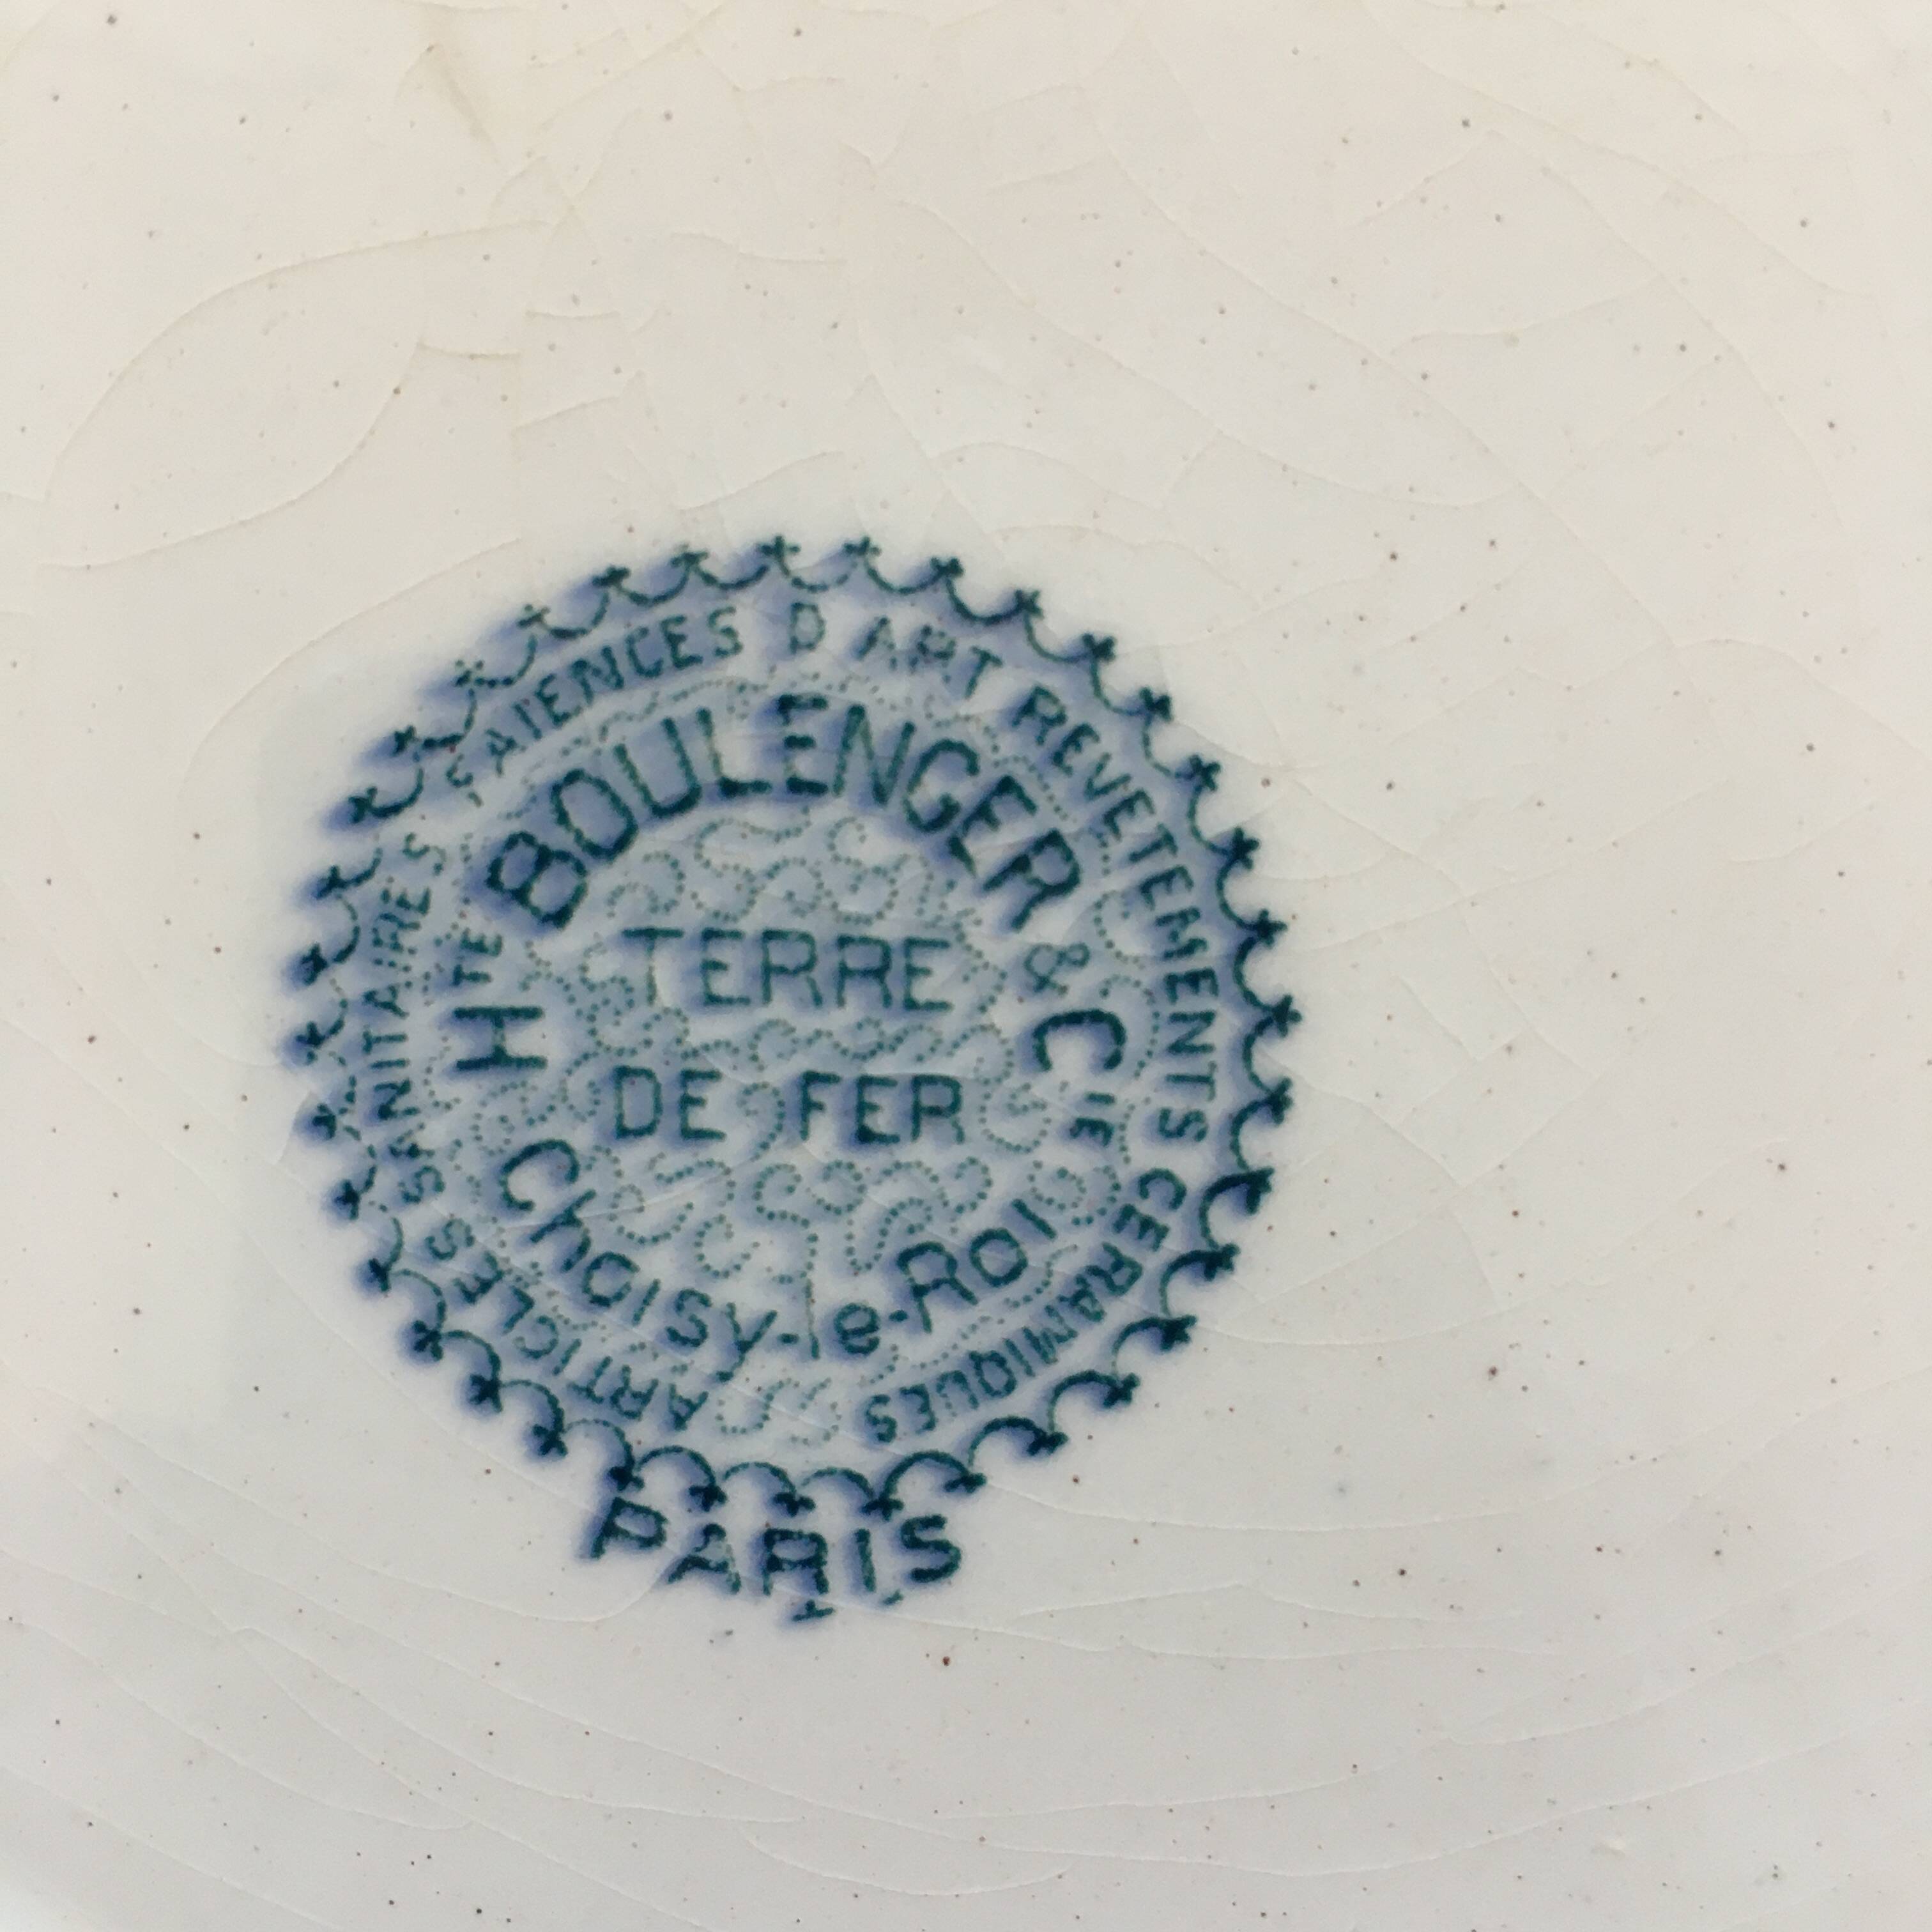 FAIENCES D ART REVETEMENTS CERAMIQUES
ARTICLES SANITAIRES
HTE BOULENGER & CIE
TERRE
DE FER
Choisy-le-Roi
PARIS